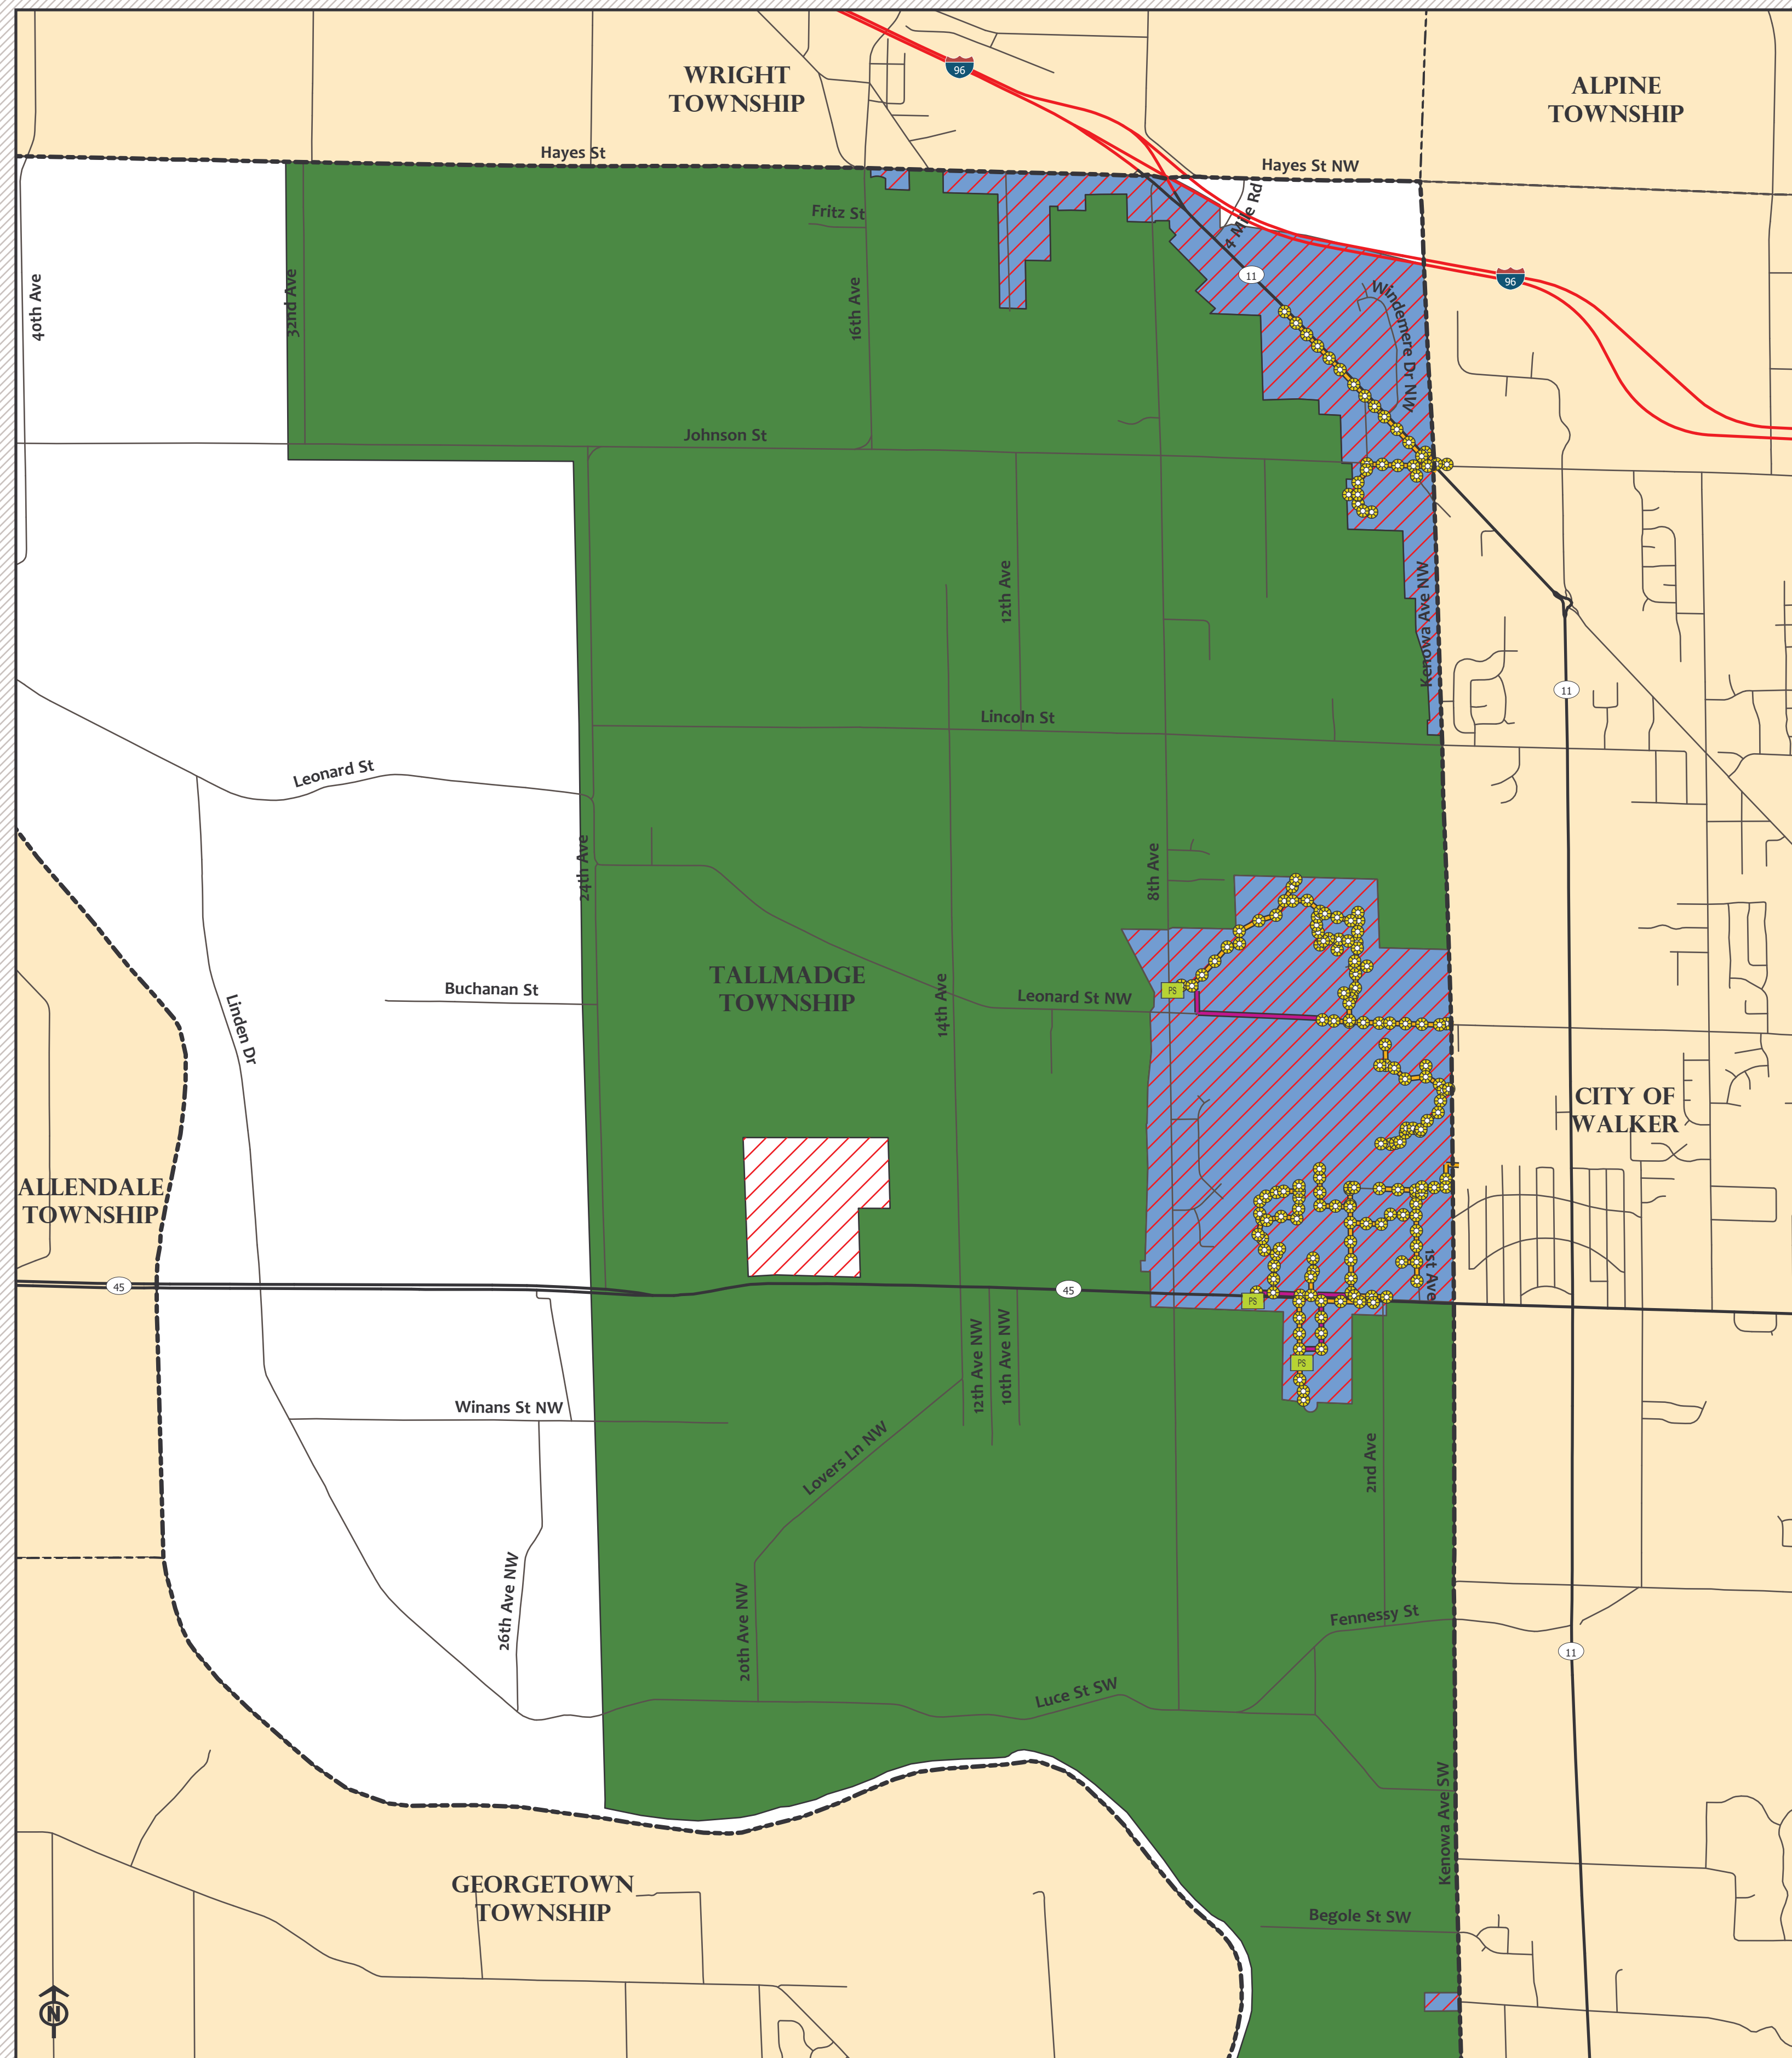 96
WRIGHT
TOWNSHIP
ALPINE
TOWNSHIP
Hayes St
Hayes St NW
4 Mile Rd
Fritz St
11
96
40th Ave
32nd Ave
16th Ave
Windemere Dr NW
Johnson St
12th Ave
Kenowa Ave NW
11
Lincoln St
Leonard St
24th Ave
8th Ave
TALLMADGE
TOWNSHIP
Buchanan St
14th Ave
Leonard St NW
PS
Linden Dr
CITY OF
WALKER
ALLENDALE
TOWNSHIP
45
45
1st Ave
PS
PS
12th Ave NW
10th Ave NW
Winans St NW
Lovers Ln NW
2nd Ave
26th Ave NW
20th Ave NW
Fennessy St
11
Luce St SW
Kenowa Ave SW
GEORGETOWN
TOWNSHIP
Begole St SW
N